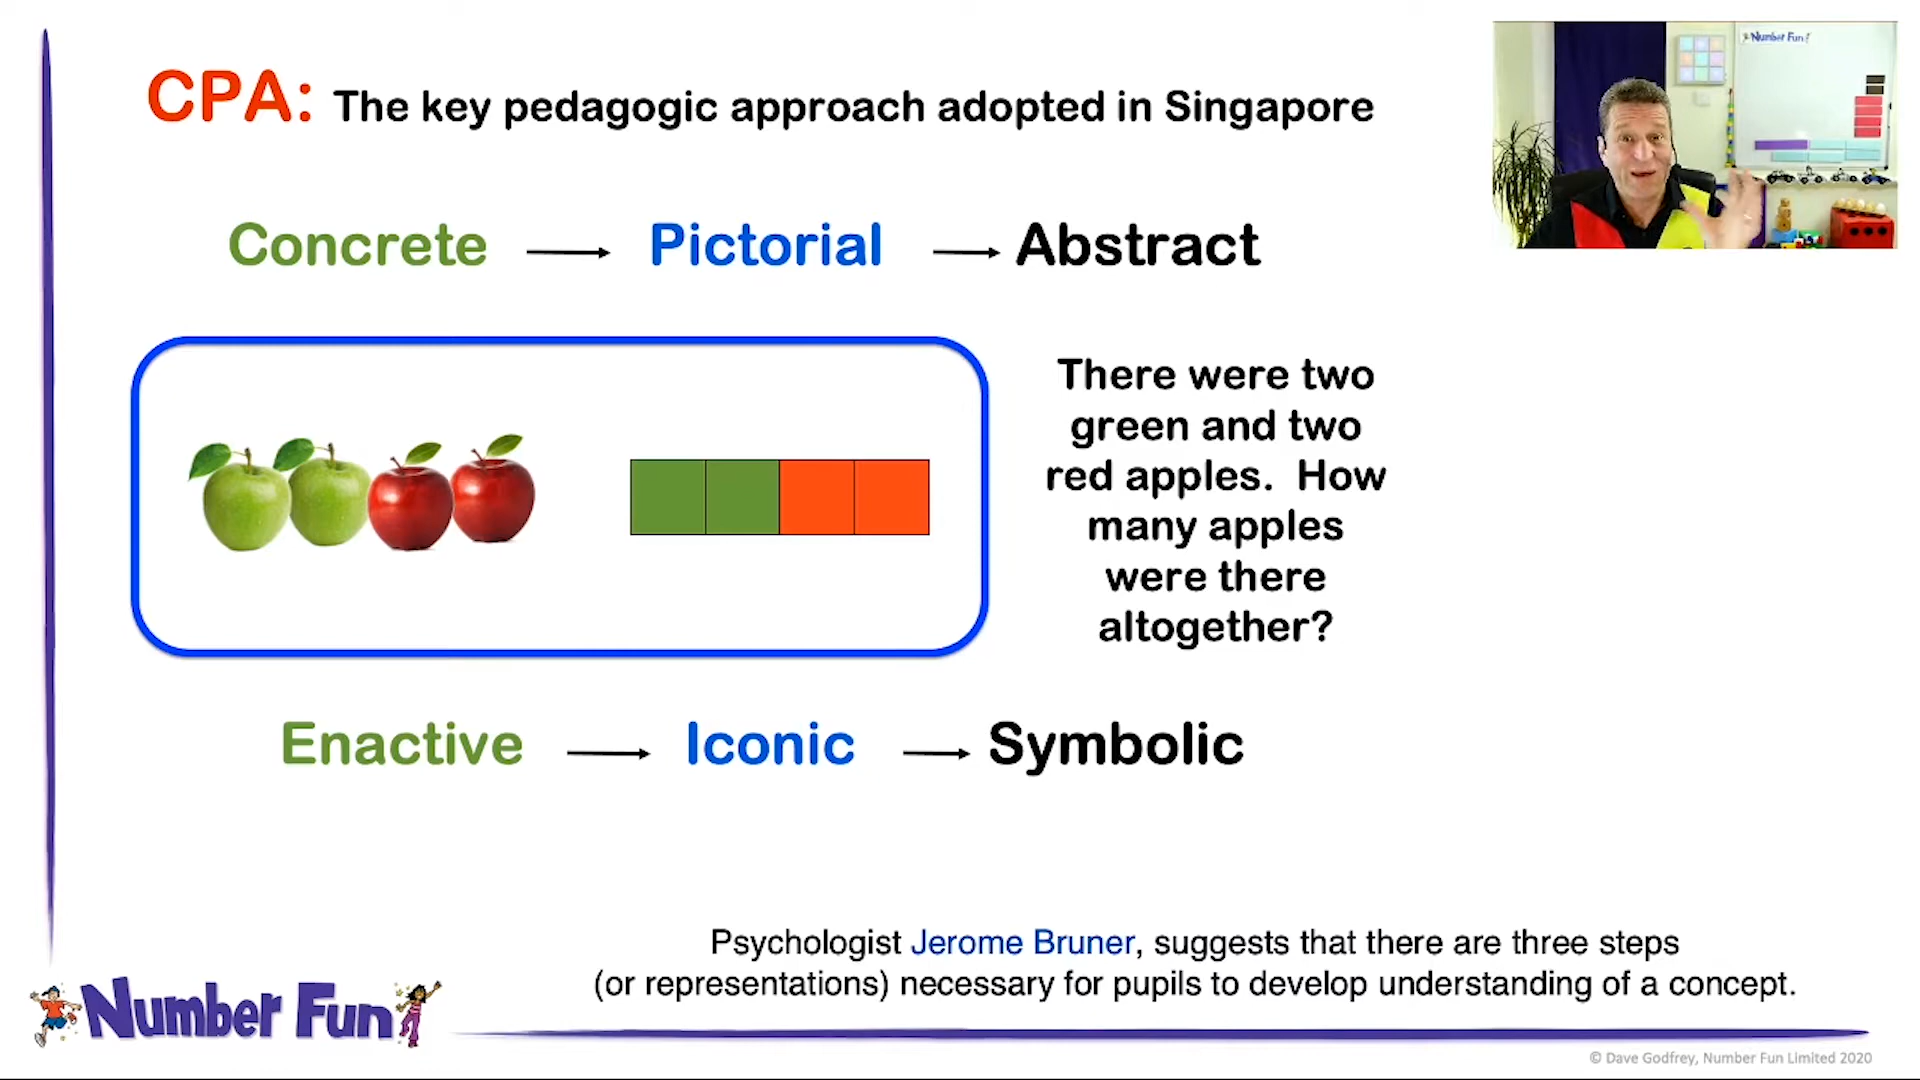 CPA: The key pedagogic approach adopted in Singapore
Number Fun!
Concrete → Pictorial → Abstract
There were two
green and two
red apples. How
many apples
were there
altogether?
Enactive → Iconic → Symbolic
Psychologist Jerome Bruner, suggests that there are three steps
(or representations) necessary for pupils to develop understanding of a concept.
Number Fun
© Dave Godfrey, Number Fun Limited 2020